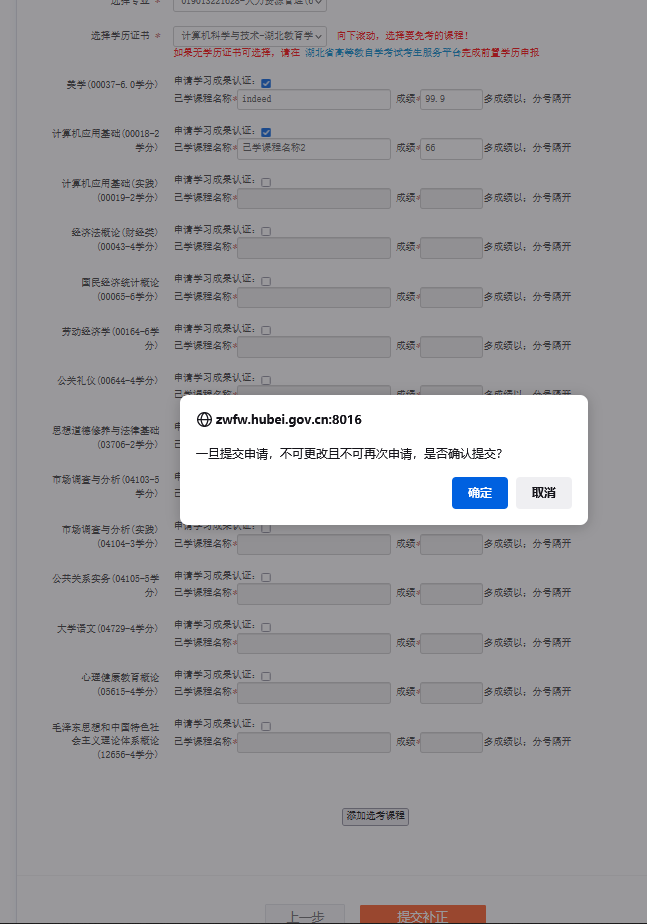 选择专业 *
选择学历证书 * 计算机科学与技术-湖北教育学 向下滚动，选择要免考的课程！
如果无学历证书可选择，请在 湖北省高等教自学考试考生服务平台完成前置学历申报
美学(00037-6.0学分) 申请学习成果认证：
已学课程名称* indeed 成绩* 99.9 多成绩以；分号隔开
计算机应用基础(00018-2 申请学习成果认证：
学分) 已学课程名称* 已学课程名称2 成绩* 66 多成绩以；分号隔开
计算机应用基础(实践) 申请学习成果认证：
(00019-2学分) 已学课程名称* 成绩* 多成绩以；分号隔开
经济法概论(财经类) 申请学习成果认证：
(00043-4学分) 已学课程名称* 成绩* 多成绩以；分号隔开
国民经济统计概论 申请学习成果认证：
(00065-6学分) 已学课程名称* 成绩* 多成绩以；分号隔开
劳动经济学(00164-6学 申请学习成果认证：
分) 已学课程名称* 成绩* 多成绩以；分号隔开
公关礼仪(00644-4学分) 申请学习成果认证：
zwfw.hubei.gov.cn:8016
思想道德修养与法律基础
(03706-2学分)
一旦提交申请，不可更改且不可再次申请，是否确认提交？
市场调查与分析(04103-5
学分)
确定 取消
市场调查与分析(实践) 申请学习成果认证：
(04104-3学分) 已学课程名称* 成绩* 多成绩以；分号隔开
公共关系实务(04105-5学 申请学习成果认证：
分) 已学课程名称* 成绩* 多成绩以；分号隔开
大学语文(04729-4学分) 申请学习成果认证：
已学课程名称* 成绩* 多成绩以；分号隔开
心理健康教育概论 申请学习成果认证：
(05615-4学分) 已学课程名称* 成绩* 多成绩以；分号隔开
毛泽东思想和中国特色社 申请学习成果认证：
会主义理论体系概论 已学课程名称* 成绩* 多成绩以；分号隔开
(12656-4学分)
添加选考课程
上一步 提交补正